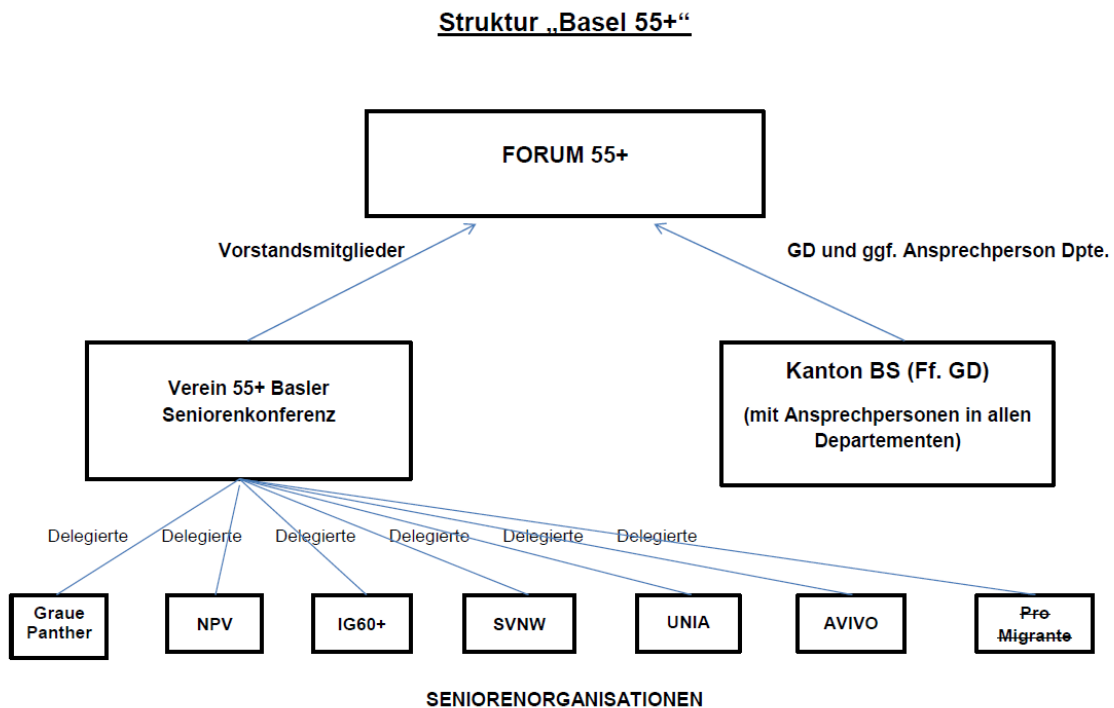 Struktur „Basel 55+“
FORUM 55+
Vorstandsmitglieder
GD und ggf. Ansprechperson Dpte.
Verein 55+ Basler
Seniorenkonferenz
Kanton BS (Ff. GD)
(mit Ansprechpersonen in allen
Departementen)
Delegierte Delegierte Delegierte Delegierte Delegierte Delegierte
Graue
Panther
NPV
IG60+
SVNW
UNIA
AVIVO
Pro
Migrante
SENIORENORGANISATIONEN